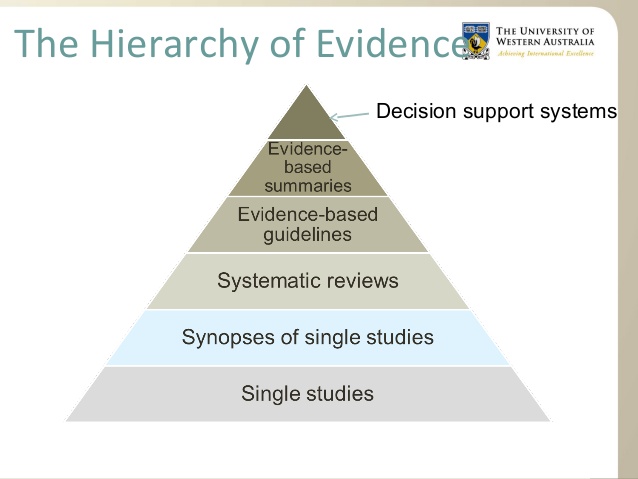 The Hierarchy of Evidence
THE UNIVERSITY OF
WESTERN AUSTRALIA
Achieving International Excellence
Decision support systems
Evidence-
based
summaries
Evidence-based
guidelines
Systematic reviews
Synopses of single studies
Single studies